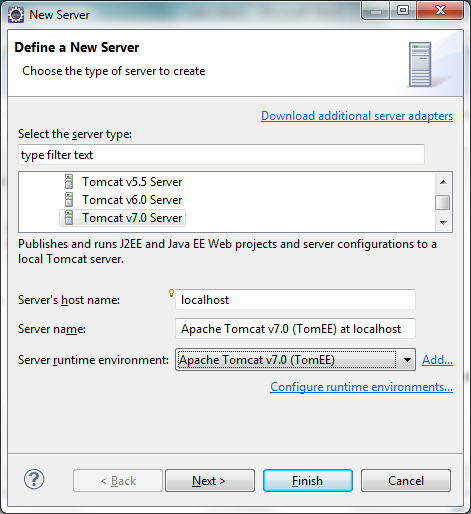 New Server
Define a New Server
Choose the type of server to create
Download additional server adapters
Select the server type:
type filter text
Tomcat v5.5 Server
Tomcat v6.0 Server
Tomcat v7.0 Server
Publishes and runs J2EE and Java EE Web projects and server configurations to a
local Tomcat server.
Server's host name: localhost
Server name: Apache Tomcat v7.0 (TomEE) at localhost
Server runtime environment: Apache Tomcat v7.0 (TomEE) Add...
Configure runtime environments...
? < Back Next > Finish Cancel